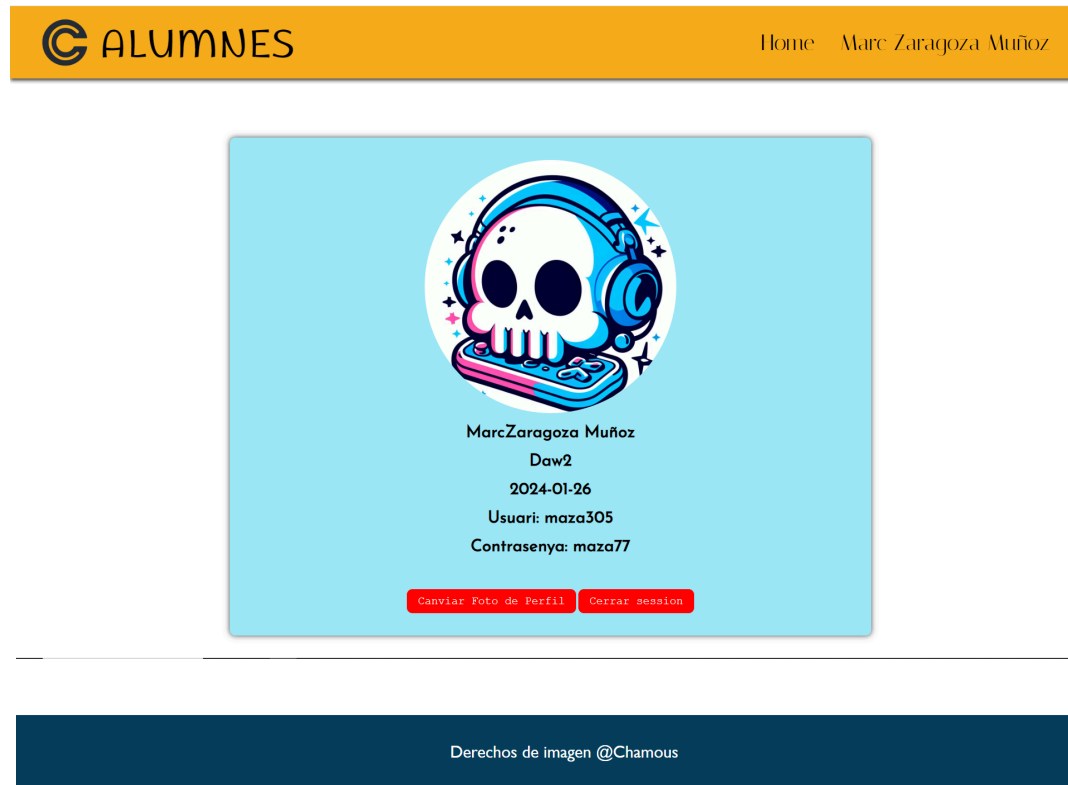 ALUMNES
Home Marc Zaragoza Muñoz
MarcZaragoza Muñoz
Daw2
2024-01-26
Usuari: maza305
Contrasenya: maza77
Canviar Foto de Perfil Cerrar session
Derechos de imagen @Chamous